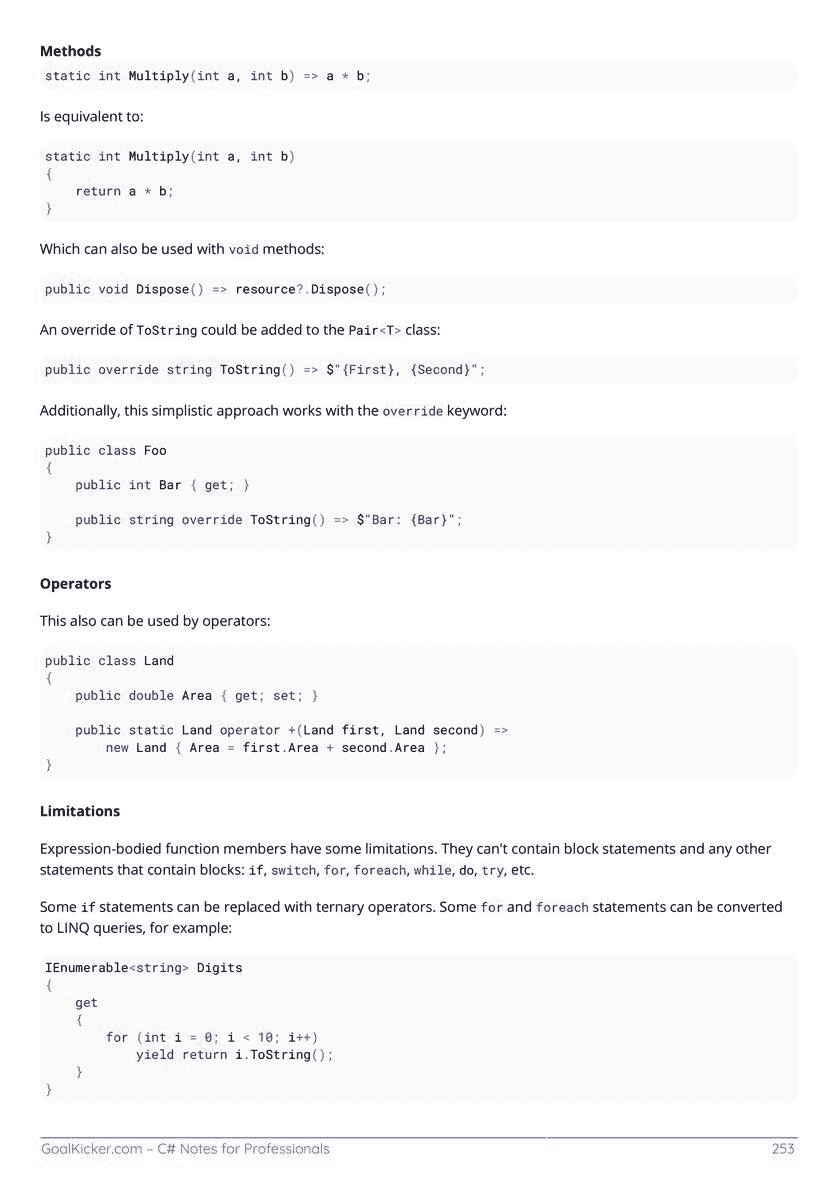 Methods
static int Multiply(int a, int b) => a * b;
Is equivalent to:
static int Multiply(int a, int b)
{
    return a * b;
}
Which can also be used with void methods:
public void Dispose() => resource?.Dispose();
An override of ToString could be added to the Pair<T> class:
public override string ToString() => $"{First}, {Second}";
Additionally, this simplistic approach works with the override keyword:
public class Foo
{
    public int Bar { get; }
    public string override ToString() => $"Bar: {Bar}";
}
Operators
This also can be used by operators:
public class Land
{
    public double Area { get; set; }
    public static Land operator +(Land first, Land second) =>
        new Land { Area = first.Area + second.Area };
}
Limitations
Expression-bodied function members have some limitations. They can't contain block statements and any other
statements that contain blocks: if, switch, for, foreach, while, do, try, etc.
Some if statements can be replaced with ternary operators. Some for and foreach statements can be converted
to LINQ queries, for example:
IEnumerable<string> Digits
{
    get
    {
        for (int i = 0; i < 10; i++)
            yield return i.ToString();
    }
}
GoalKicker.com – C# Notes for Professionals
253